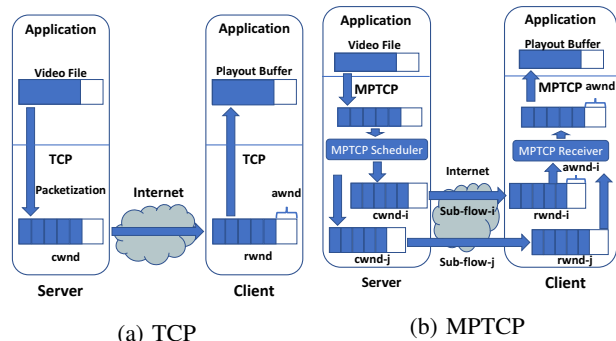 Application
Video File
TCP
Packetization
cwnd
Server
Internet
Application
Playout Buffer
TCP
awnd
rwnd
Client
(a) TCP
Application
Video File
MPTCP
MPTCP Scheduler
cwnd-i
cwnd-j
Server
Internet
Sub-flow-i
Sub-flow-j
Application
Playout Buffer
MPTCP awnd
MPTCP Receiver
awnd-i
rwnd-i
rwnd-j
Client
(b) MPTCP